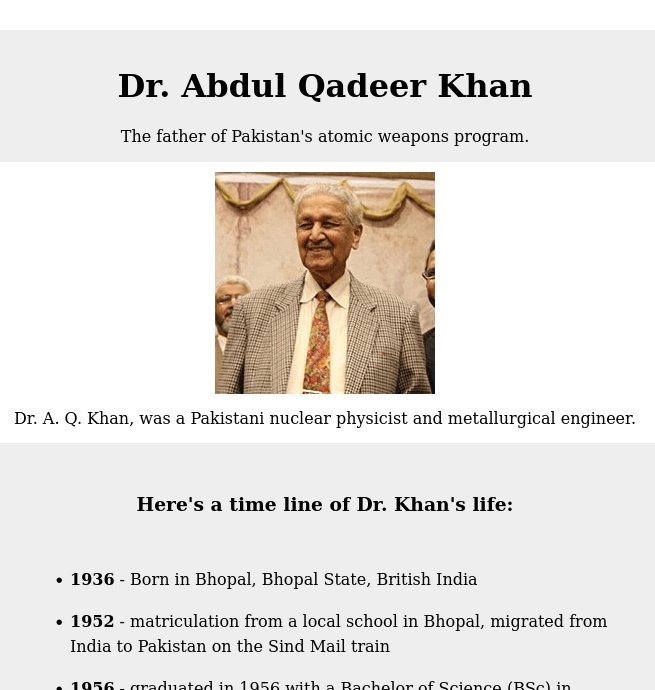 Dr. Abdul Qadeer Khan
The father of Pakistan's atomic weapons program.
Dr. A. Q. Khan, was a Pakistani nuclear physicist and metallurgical engineer.
Here's a time line of Dr. Khan's life:
• 1936 - Born in Bhopal, Bhopal State, British India
• 1952 - matriculation from a local school in Bhopal, migrated from
India to Pakistan on the Sind Mail train
• 1956 - graduated in 1956 with a Bachelor of Science (BSc) in